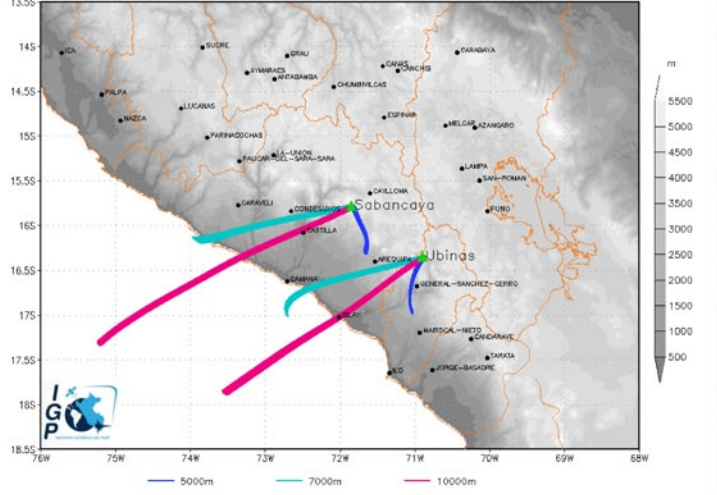 13.5S
14S
14.5S
15S
15.5S
16S
16.5S
17S
17.5S
18S
18.5S
76W 75W 74W 73W 72W 71W 70W 69W 68W
ICA
SUCRE
GRAU
CANAS
CANCHIS
CARABAYA
AYMARAES
ANTABAMBA
CHUMBIVILCAS
PALPA
LUCANAS
NAZCA
ESPINAR
MELGAR
AZANGARO
PARINACOCHAS
LA-UNION
PAUCAR-DEL-SARA-SARA
LAMPA
SAN-ROMAN
CAYLLOMA
CARAVELI
CONDESUYOS
Sabancaya
PUNO
CASTILLA
AREQUIPA
Ubinas
CAMANA
GENERAL-SANCHEZ-CERRO
ISLAY
MARISCAL-NIETO
CANDARAVE
TARATA
ILO
JORGE-BASADRE
IGP
m
5500
5000
4500
4000
3500
3000
2500
2000
1500
1000
500
5000m 7000m 10000m